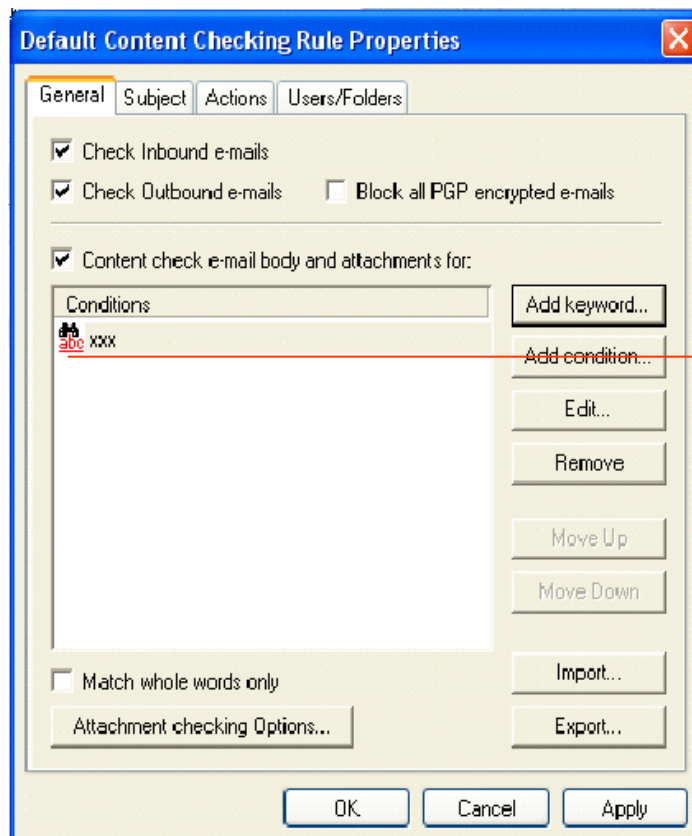 Default Content Checking Rule Properties
General Subject Actions Users/Folders
Check Inbound e-mails
Check Outbound e-mails Block all PGP encrypted e-mails
Content check e-mail body and attachments for:
Conditions Add keyword...
abc xxx
Add condition...
Edit...
Remove
Move Up
Move Down
Match whole words only Import...
Attachment checking Options... Export...
OK Cancel Apply